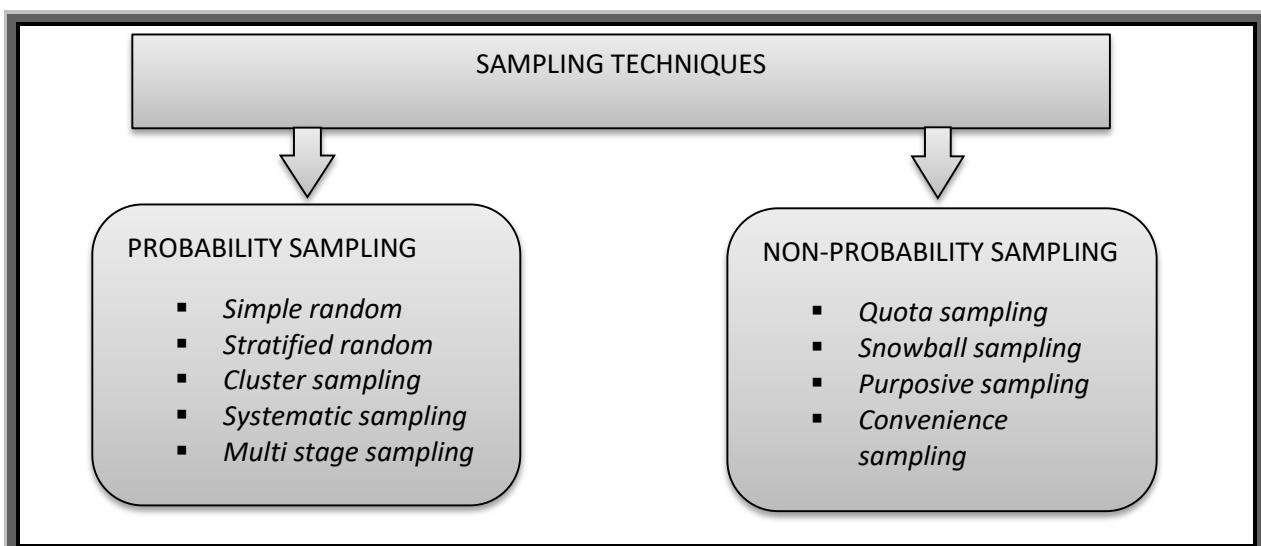 SAMPLING TECHNIQUES
PROBABILITY SAMPLING
▪ Simple random
▪ Stratified random
▪ Cluster sampling
▪ Systematic sampling
▪ Multi stage sampling
NON-PROBABILITY SAMPLING
▪ Quota sampling
▪ Snowball sampling
▪ Purposive sampling
▪ Convenience
sampling